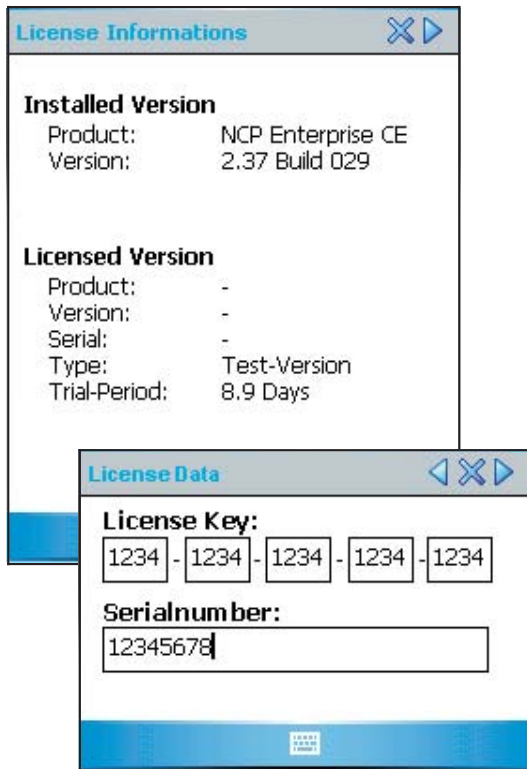 License Informations
Installed Version
Product: NCP Enterprise CE
Version: 2.37 Build 029
Licensed Version
Product: -
Version: -
Serial: -
Type: Test-Version
Trial-Period: 8.9 Days
License Data
License Key:
1234 - 1234 - 1234 - 1234 - 1234
Serialnumber:
12345678